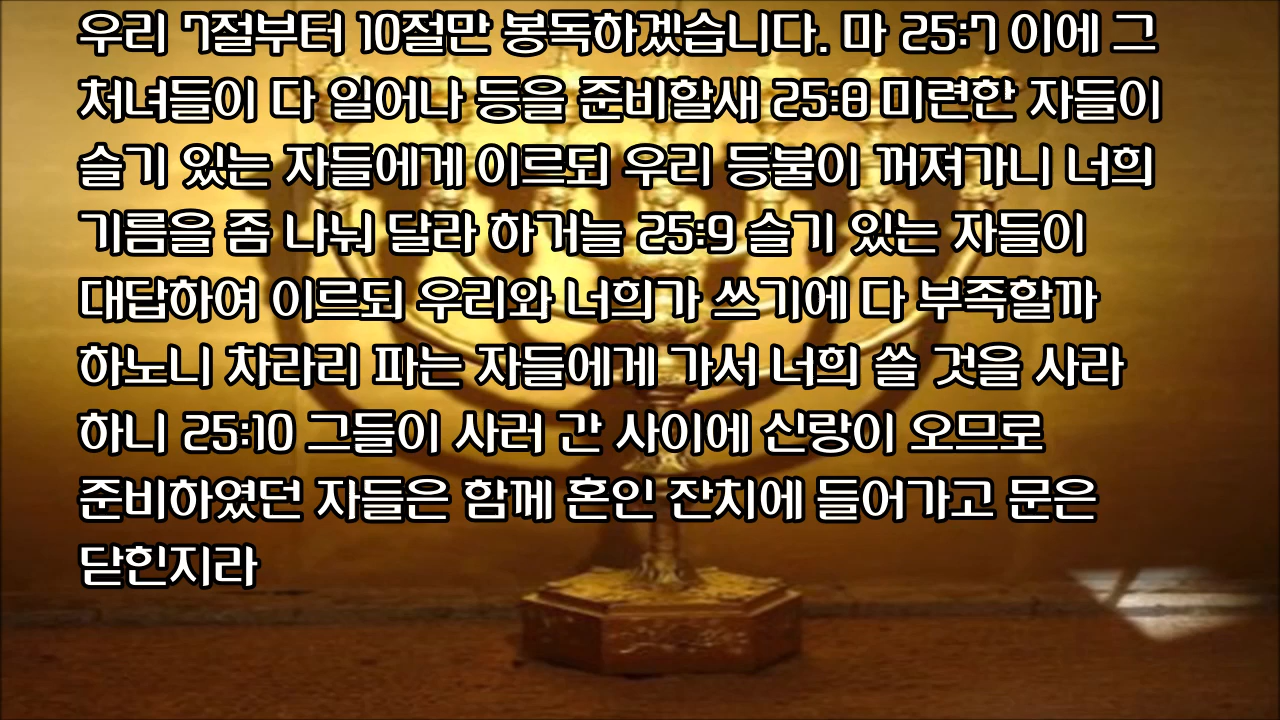 우리 7절부터 10절만 봉독하겠습니다. 마 25:7 이에 그
처녀들이 다 일어나 등을 준비할새 25:8 미련한 자들이
슬기 있는 자들에게 이르되 우리 등불이 꺼져가니 너희
기름을 좀 나눠 달라 하거늘 25:9 슬기 있는 자들이
대답하여 이르되 우리와 너희가 쓰기에 다 부족할까
하노니 차라리 파는 자들에게 가서 너희 쓸 것을 사라
하니 25:10 그들이 사러 간 사이에 신랑이 오므로
준비하였던 자들은 함께 혼인 잔치에 들어가고 문은
닫힌지라